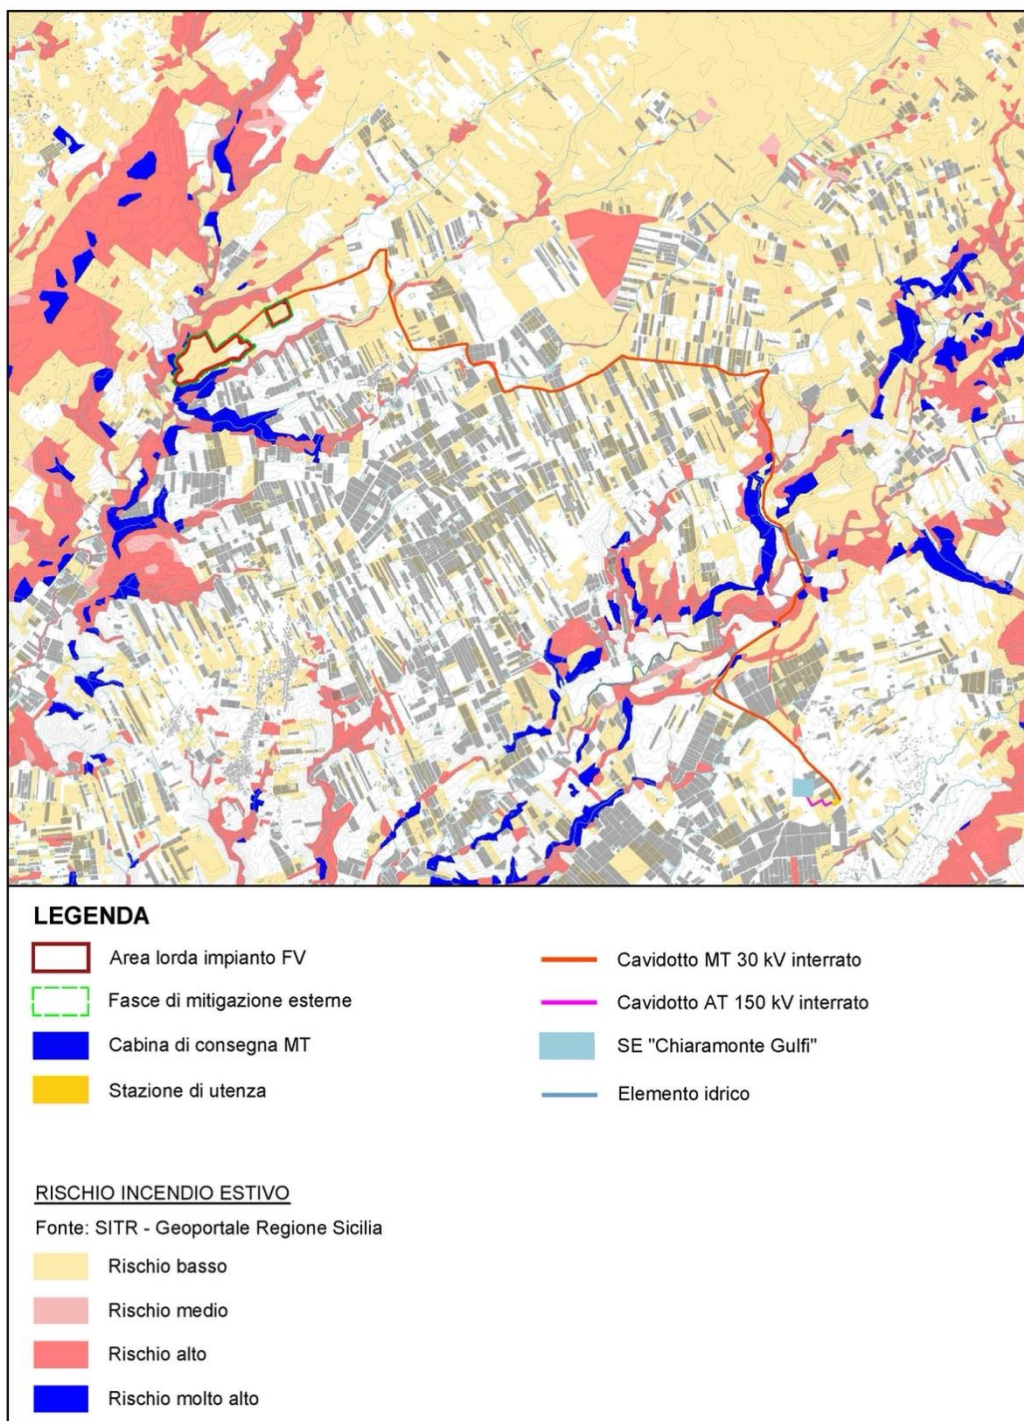 LEGENDA
Area lorda impianto FV
Fasce di mitigazione esterne
Cabina di consegna MT
Stazione di utenza
Cavidotto MT 30 kV interrato
Cavidotto AT 150 kV interrato
SE "Chiaramonte Gulfi"
Elemento idrico
RISCHIO INCENDIO ESTIVO
Fonte: SITR - Geoportale Regione Sicilia
Rischio basso
Rischio medio
Rischio alto
Rischio molto alto